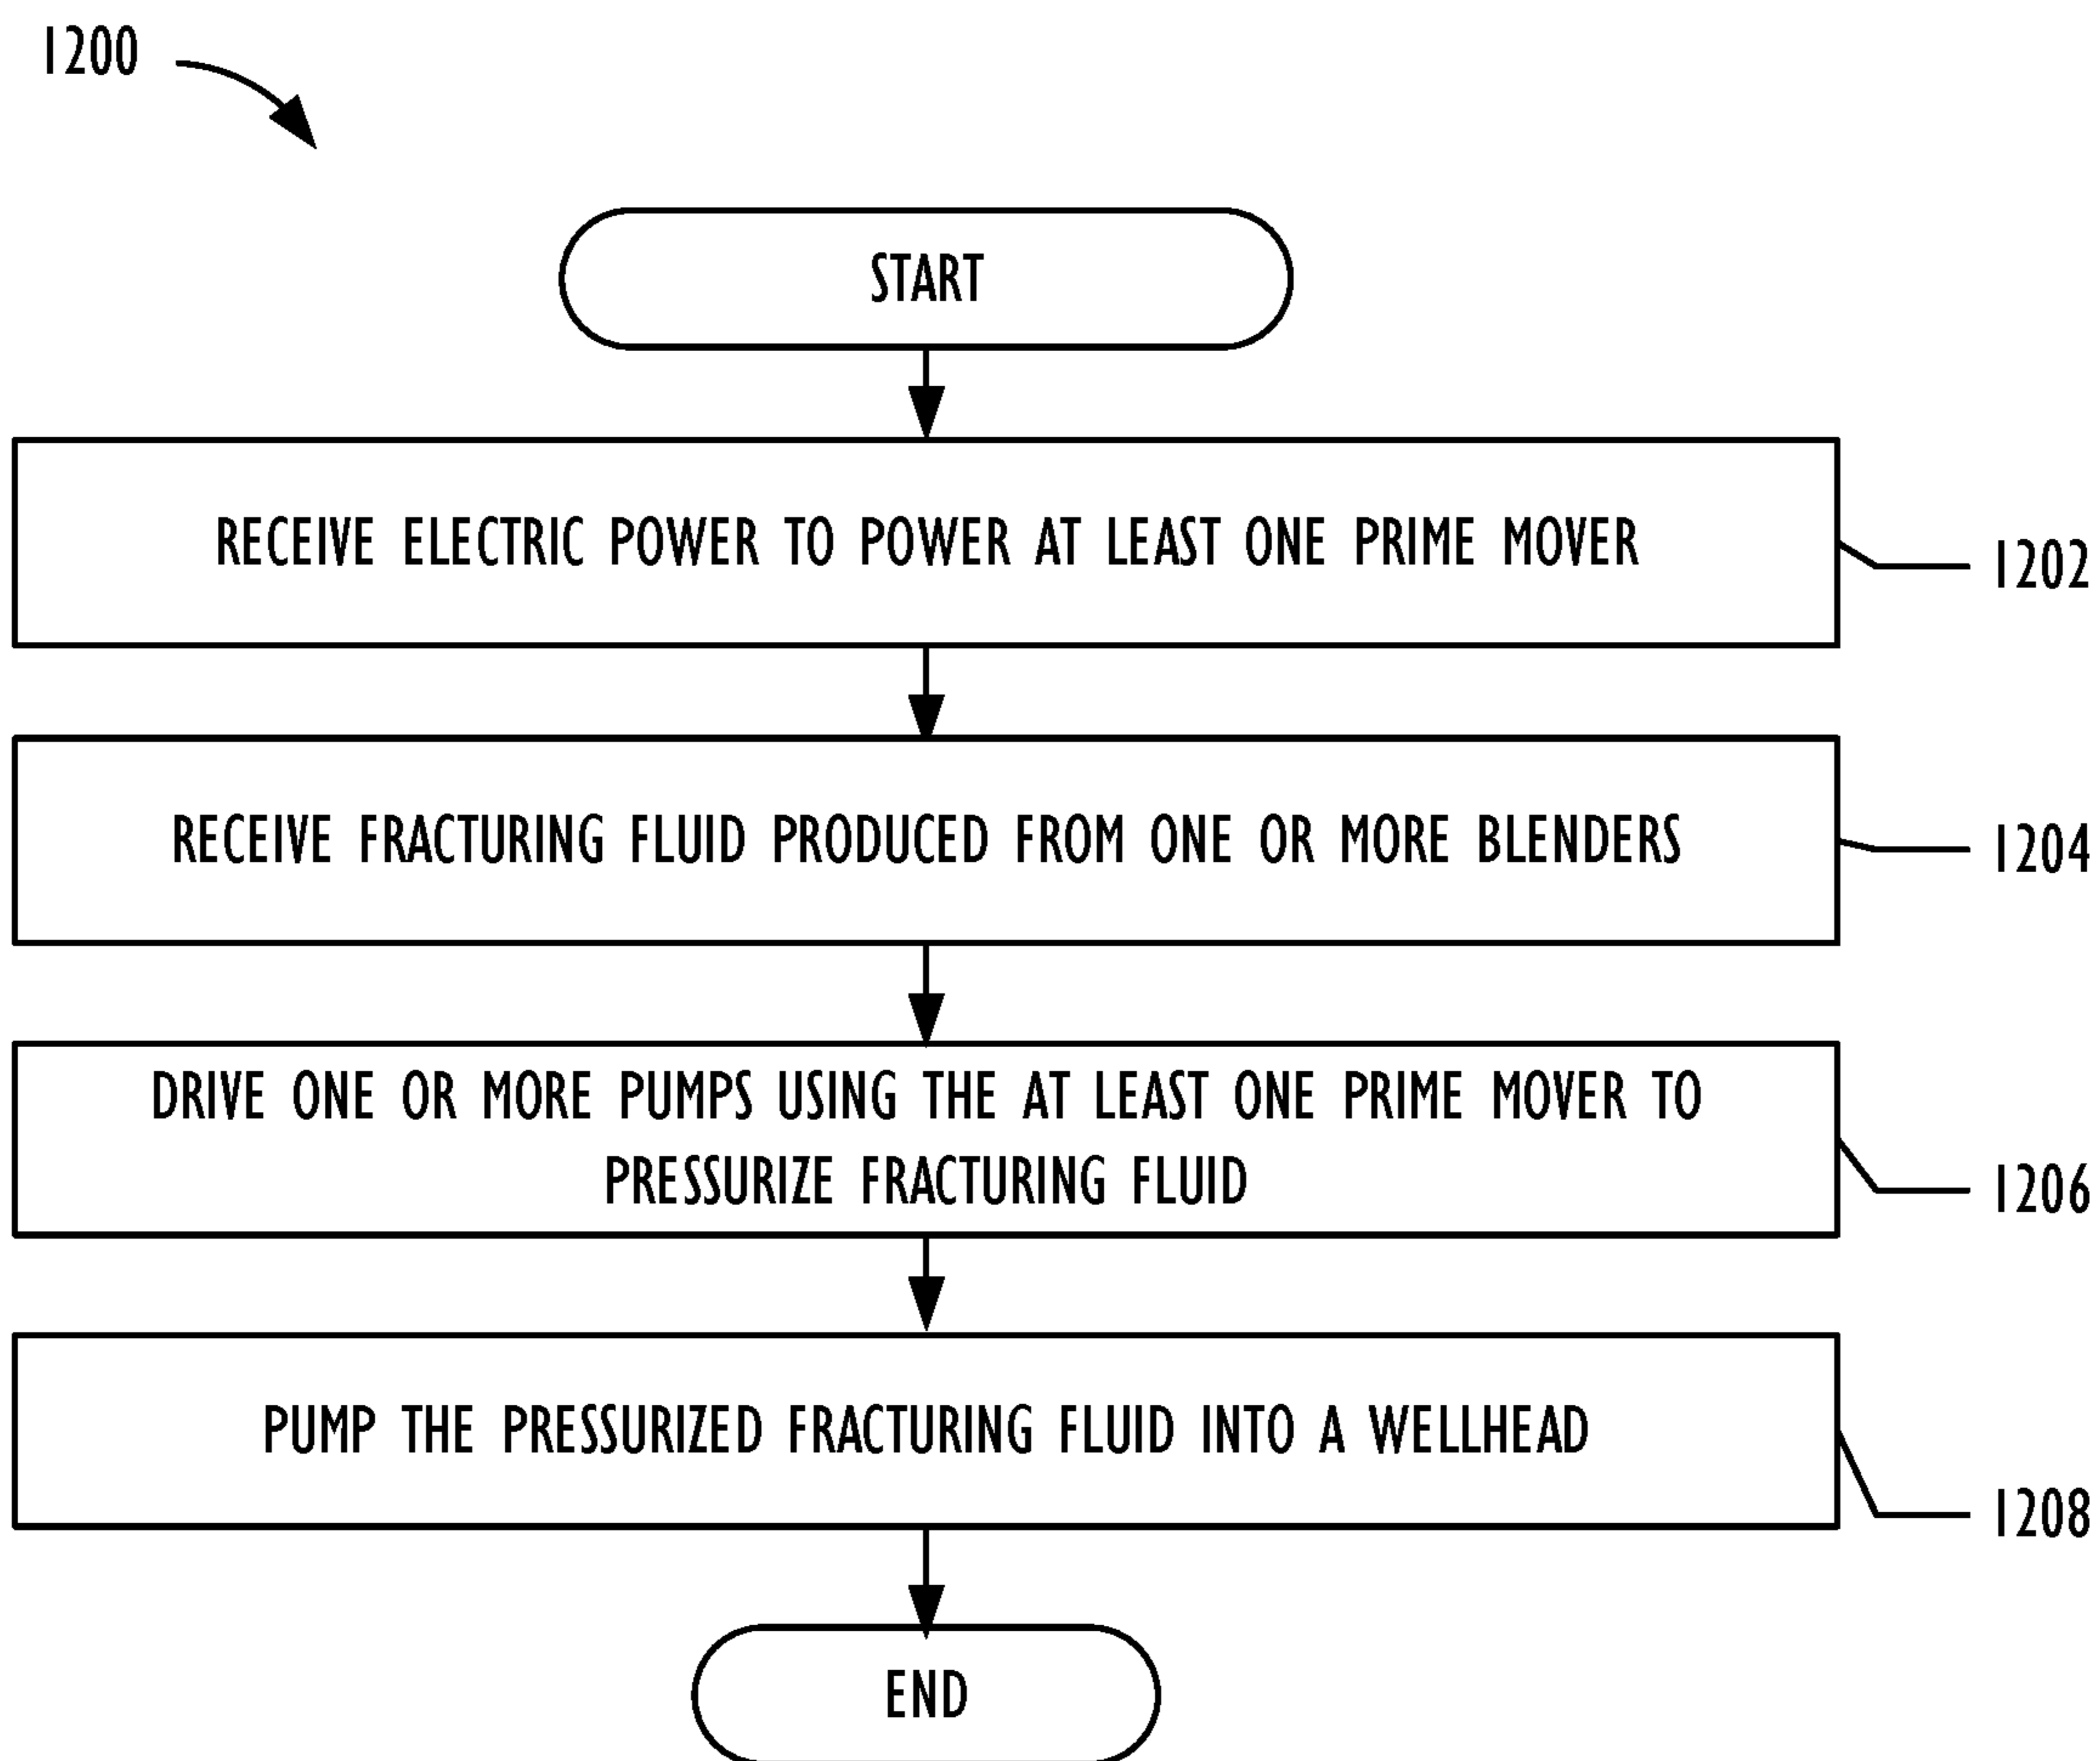 1200
START
RECEIVE ELECTRIC POWER TO POWER AT LEAST ONE PRIME MOVER
1202
RECEIVE FRACTURING FLUID PRODUCED FROM ONE OR MORE BLENDERS
1204
DRIVE ONE OR MORE PUMPS USING THE AT LEAST ONE PRIME MOVER TO
PRESSURIZE FRACTURING FLUID
1206
PUMP THE PRESSURIZED FRACTURING FLUID INTO A WELLHEAD
1208
END